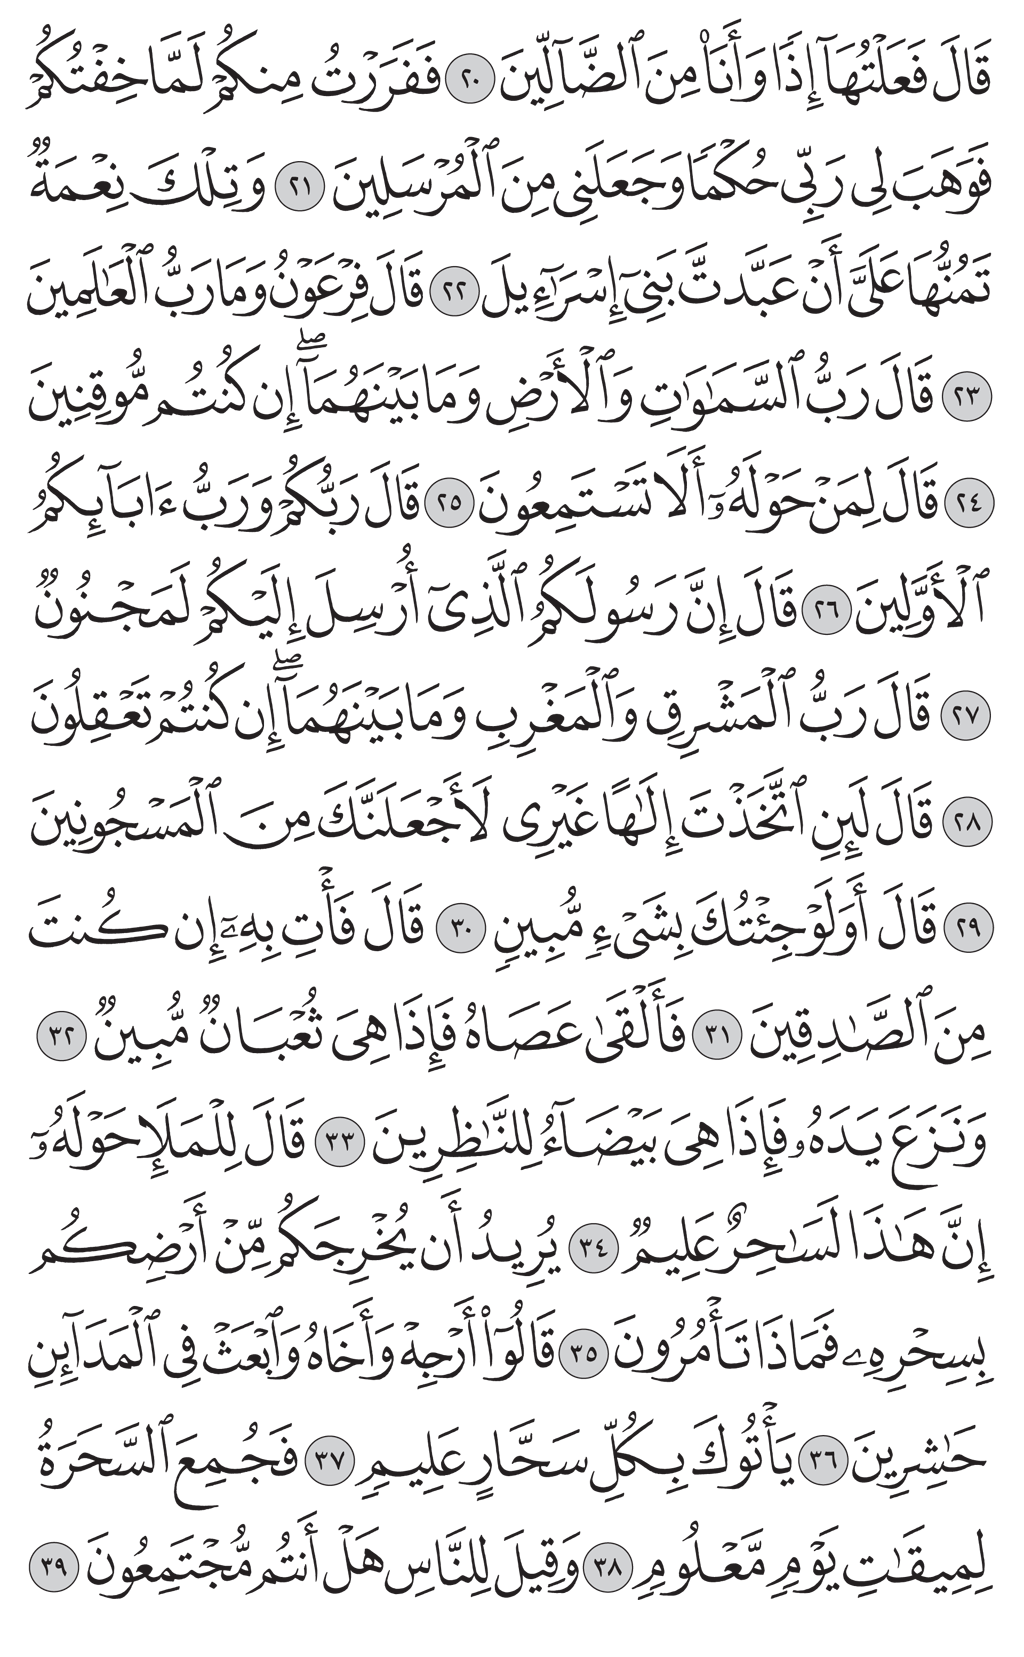 قَالَ فَعَلْتُهَآ إِذًا وَأَنَا۠ مِنَ ٱلضَّآلِّينَ ٢٠ فَفَرَرْتُ مِنكُمْ لَمَّا خِفْتُكُمْ
فَوَهَبَ لِى رَبِّى حُكْمًا وَجَعَلَنِى مِنَ ٱلْمُرْسَلِينَ ٢١ وَتِلْكَ نِعْمَةٌ
تَمُنُّهَا عَلَىَّ أَنْ عَبَّدتَّ بَنِىٓ إِسْرَٰٓءِيلَ ٢٢ قَالَ فِرْعَوْنُ وَمَا رَبُّ ٱلْعَٰلَمِينَ
٢٣ قَالَ رَبُّ ٱلسَّمَٰوَٰتِ وَٱلْأَرْضِ وَمَا بَيْنَهُمَآ ۖ إِن كُنتُم مُّوقِنِينَ
٢٤ قَالَ لِمَنْ حَوْلَهُۥٓ أَلَا تَسْتَمِعُونَ ٢٥ قَالَ رَبُّكُمْ وَرَبُّ ءَابَآئِكُمُ
ٱلْأَوَّلِينَ ٢٦ قَالَ إِنَّ رَسُولَكُمُ ٱلَّذِىٓ أُرْسِلَ إِلَيْكُمْ لَمَجْنُونٌ
٢٧ قَالَ رَبُّ ٱلْمَشْرِقِ وَٱلْمَغْرِبِ وَمَا بَيْنَهُمَآ ۖ إِن كُنتُمْ تَعْقِلُونَ
٢٨ قَالَ لَئِنِ ٱتَّخَذْتَ إِلَٰهًا غَيْرِى لَأَجْعَلَنَّكَ مِنَ ٱلْمَسْجُونِينَ
٢٩ قَالَ أَوَلَوْ جِئْتُكَ بِشَىْءٍ مُّبِينٍ ٣٠ قَالَ فَأْتِ بِهِۦٓ إِن كُنتَ
مِنَ ٱلصَّٰدِقِينَ ٣١ فَأَلْقَىٰ عَصَاهُ فَإِذَا هِىَ ثُعْبَانٌ مُّبِينٌ ٣٢
وَنَزَعَ يَدَهُۥ فَإِذَا هِىَ بَيْضَآءُ لِلنَّٰظِرِينَ ٣٣ قَالَ لِلْمَلَإِ حَوْلَهُۥٓ
إِنَّ هَٰذَا لَسَٰحِرٌ عَلِيمٌ ٣٤ يُرِيدُ أَن يُخْرِجَكُم مِّنْ أَرْضِكُم
بِسِحْرِهِۦ فَمَاذَا تَأْمُرُونَ ٣٥ قَالُوٓا۟ أَرْجِهْ وَأَخَاهُ وَٱبْعَثْ فِى ٱلْمَدَآئِنِ
حَٰشِرِينَ ٣٦ يَأْتُوكَ بِكُلِّ سَحَّارٍ عَلِيمٍ ٣٧ فَجُمِعَ ٱلسَّحَرَةُ
لِمِيقَٰتِ يَوْمٍ مَّعْلُومٍ ٣٨ وَقِيلَ لِلنَّاسِ هَلْ أَنتُم مُّجْتَمِعُونَ ٣٩